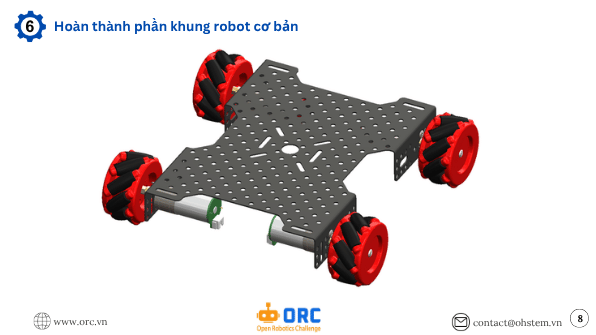 6 Hoàn thành phần khung robot cơ bản
www.orc.vn
ORC
Open Robotics Challenge
contact@ohstem.vn
8